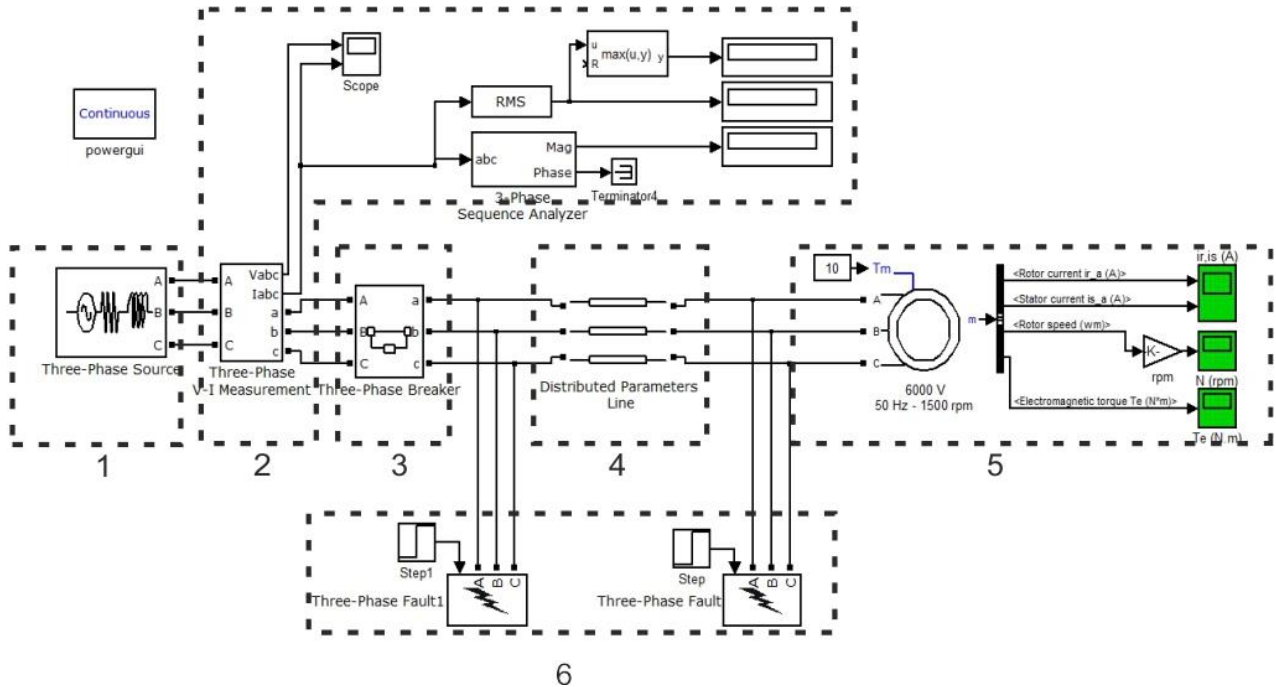 Continuous
powergui
Scope
u
R
max(u,y)
y
RMS
abc
Mag
Phase
3-Phase
Sequence Analyzer
Terminator4
A
B
C
Three-Phase Source
A
B
C
Vabc
Iabc
a
b
c
Three-Phase
V-I Measurement
A
B
C
a
b
c
Three-Phase Breaker
Distributed Parameters
Line
10
Tm
A
B
C
m
6000 V
50 Hz - 1500 rpm
<Rotor current ir_a (A)>
<Stator current is_a (A)>
<Rotor speed (wm)>
<Electromagnetic torque Te (N*m)>
-K-
rpm
ir,is (A)
N (rpm)
Te (N.m)
1
2
3
4
5
Step1
A
B
C
Three-Phase Fault1
Step
A
B
C
Three-Phase Fault
6